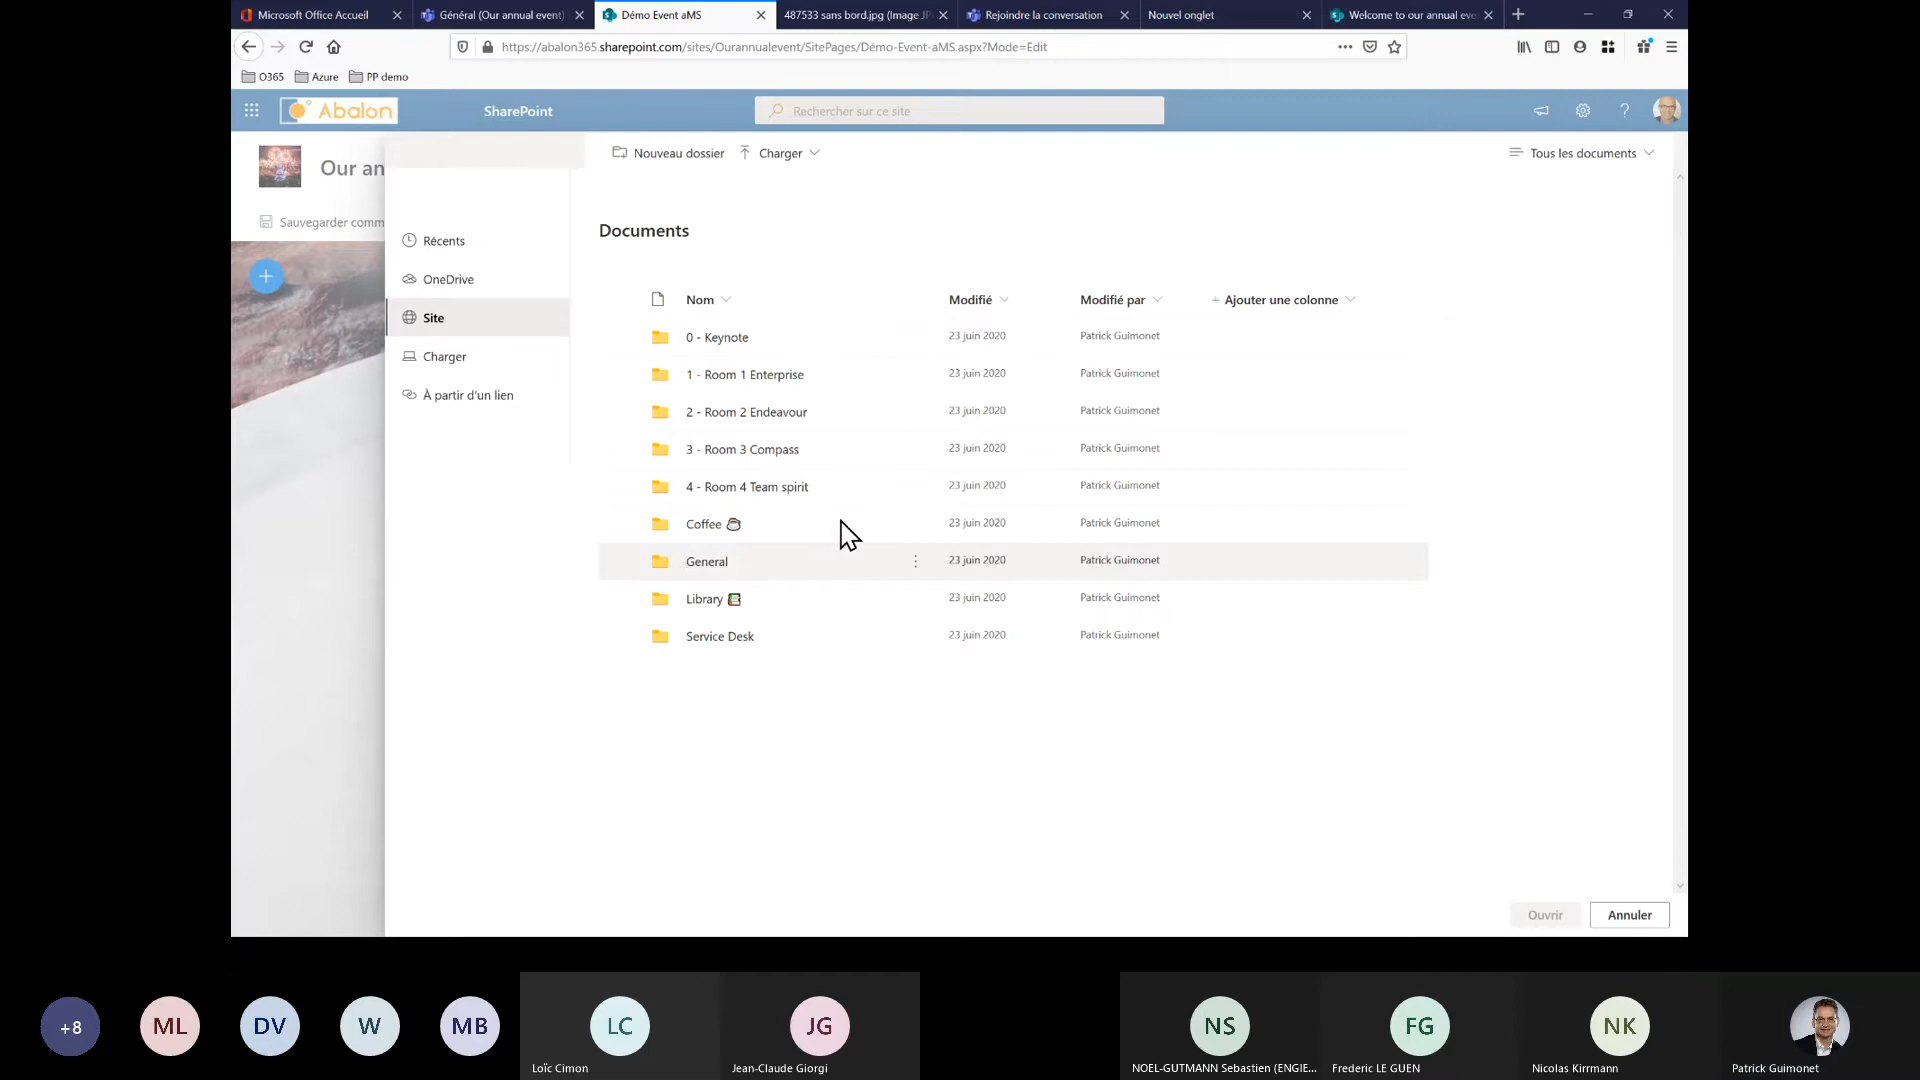 Microsoft Office Accueil
Général (Our annual event)
Démo Event aMS
487533 sans bord.jpg (Image JP
Rejoindre la conversation
Nouvel onglet
Welcome to our annual eve
https://abalon365.sharepoint.com/sites/Ourannualevent/SitePages/Démo-Event-aMS.aspx?Mode=Edit
O365
Azure
PP demo
Abalon
SharePoint
Rechercher sur ce site
Our an
Nouveau dossier
Charger
Tous les documents
Sauvegarder comm
Récents
OneDrive
Site
Charger
À partir d'un lien
Documents
Nom Modifié Modifié par + Ajouter une colonne
0 - Keynote 23 juin 2020 Patrick Guimonet
1 - Room 1 Enterprise 23 juin 2020 Patrick Guimonet
2 - Room 2 Endeavour 23 juin 2020 Patrick Guimonet
3 - Room 3 Compass 23 juin 2020 Patrick Guimonet
4 - Room 4 Team spirit 23 juin 2020 Patrick Guimonet
Coffee 23 juin 2020 Patrick Guimonet
General 23 juin 2020 Patrick Guimonet
Library 23 juin 2020 Patrick Guimonet
Service Desk 23 juin 2020 Patrick Guimonet
Ouvrir
Annuler
+8
ML
DV
W
MB
LC
JG
NS
FG
NK
Loïc Cimon
Jean-Claude Giorgi
NOEL-GUTMANN Sebastien (ENGIE...
Frederic LE GUEN
Nicolas Kirrmann
Patrick Guimonet